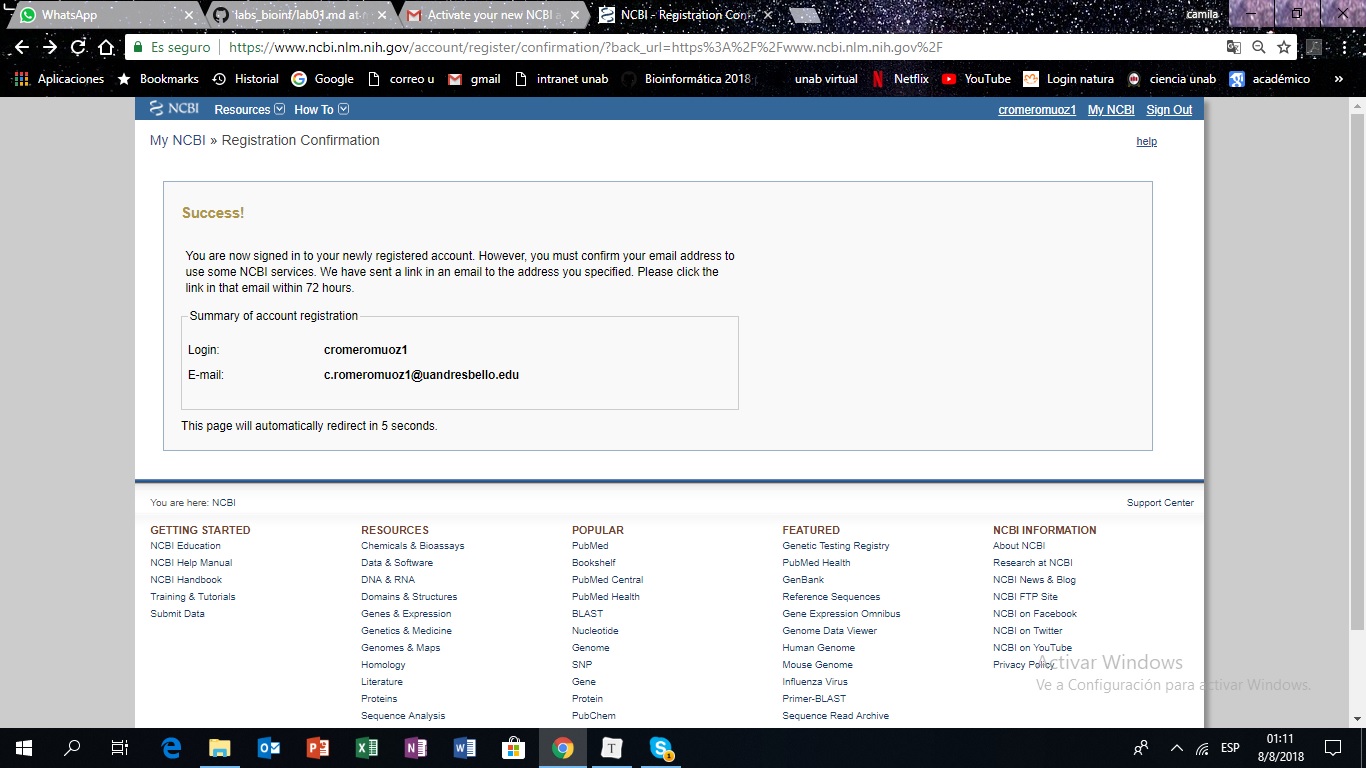 WhatsApp
labs_bioinf/lab01.md at
Activate your new NCBI a
NCBI - Registration Con
camila
Es seguro
https://www.ncbi.nlm.nih.gov/account/register/confirmation/?back_url=https%3A%2F%2Fwww.ncbi.nlm.nih.gov%2F
Aplicaciones Bookmarks Historial Google correo u gmail intranet unab Bioinformática 2018 unab virtual Netflix YouTube Login natura ciencia unab académico »
NCBI Resources How To cromeromuoz1 My NCBI Sign Out
My NCBI » Registration Confirmation
help
Success!
You are now signed in to your newly registered account. However, you must confirm your email address to
use some NCBI services. We have sent a link in an email to the address you specified. Please click the
link in that email within 72 hours.
Summary of account registration
Login: cromeromuoz1
E-mail: c.romeromuoz1@uandresbello.edu
This page will automatically redirect in 5 seconds.
You are here: NCBI
Support Center
GETTING STARTED
NCBI Education
NCBI Help Manual
NCBI Handbook
Training & Tutorials
Submit Data
RESOURCES
Chemicals & Bioassays
Data & Software
DNA & RNA
Domains & Structures
Genes & Expression
Genetics & Medicine
Genomes & Maps
Homology
Literature
Proteins
Sequence Analysis
POPULAR
PubMed
Bookshelf
PubMed Central
PubMed Health
BLAST
Nucleotide
Genome
SNP
Gene
Protein
PubChem
FEATURED
Genetic Testing Registry
PubMed Health
GenBank
Reference Sequences
Gene Expression Omnibus
Genome Data Viewer
Human Genome
Mouse Genome
Influenza Virus
Primer-BLAST
Sequence Read Archive
NCBI INFORMATION
About NCBI
Research at NCBI
NCBI News & Blog
NCBI FTP Site
NCBI on Facebook
NCBI on Twitter
NCBI on YouTube
Privacy Policy
Activar Windows
Ve a Configuración para activar Windows.
ESP
01:11
8/8/2018